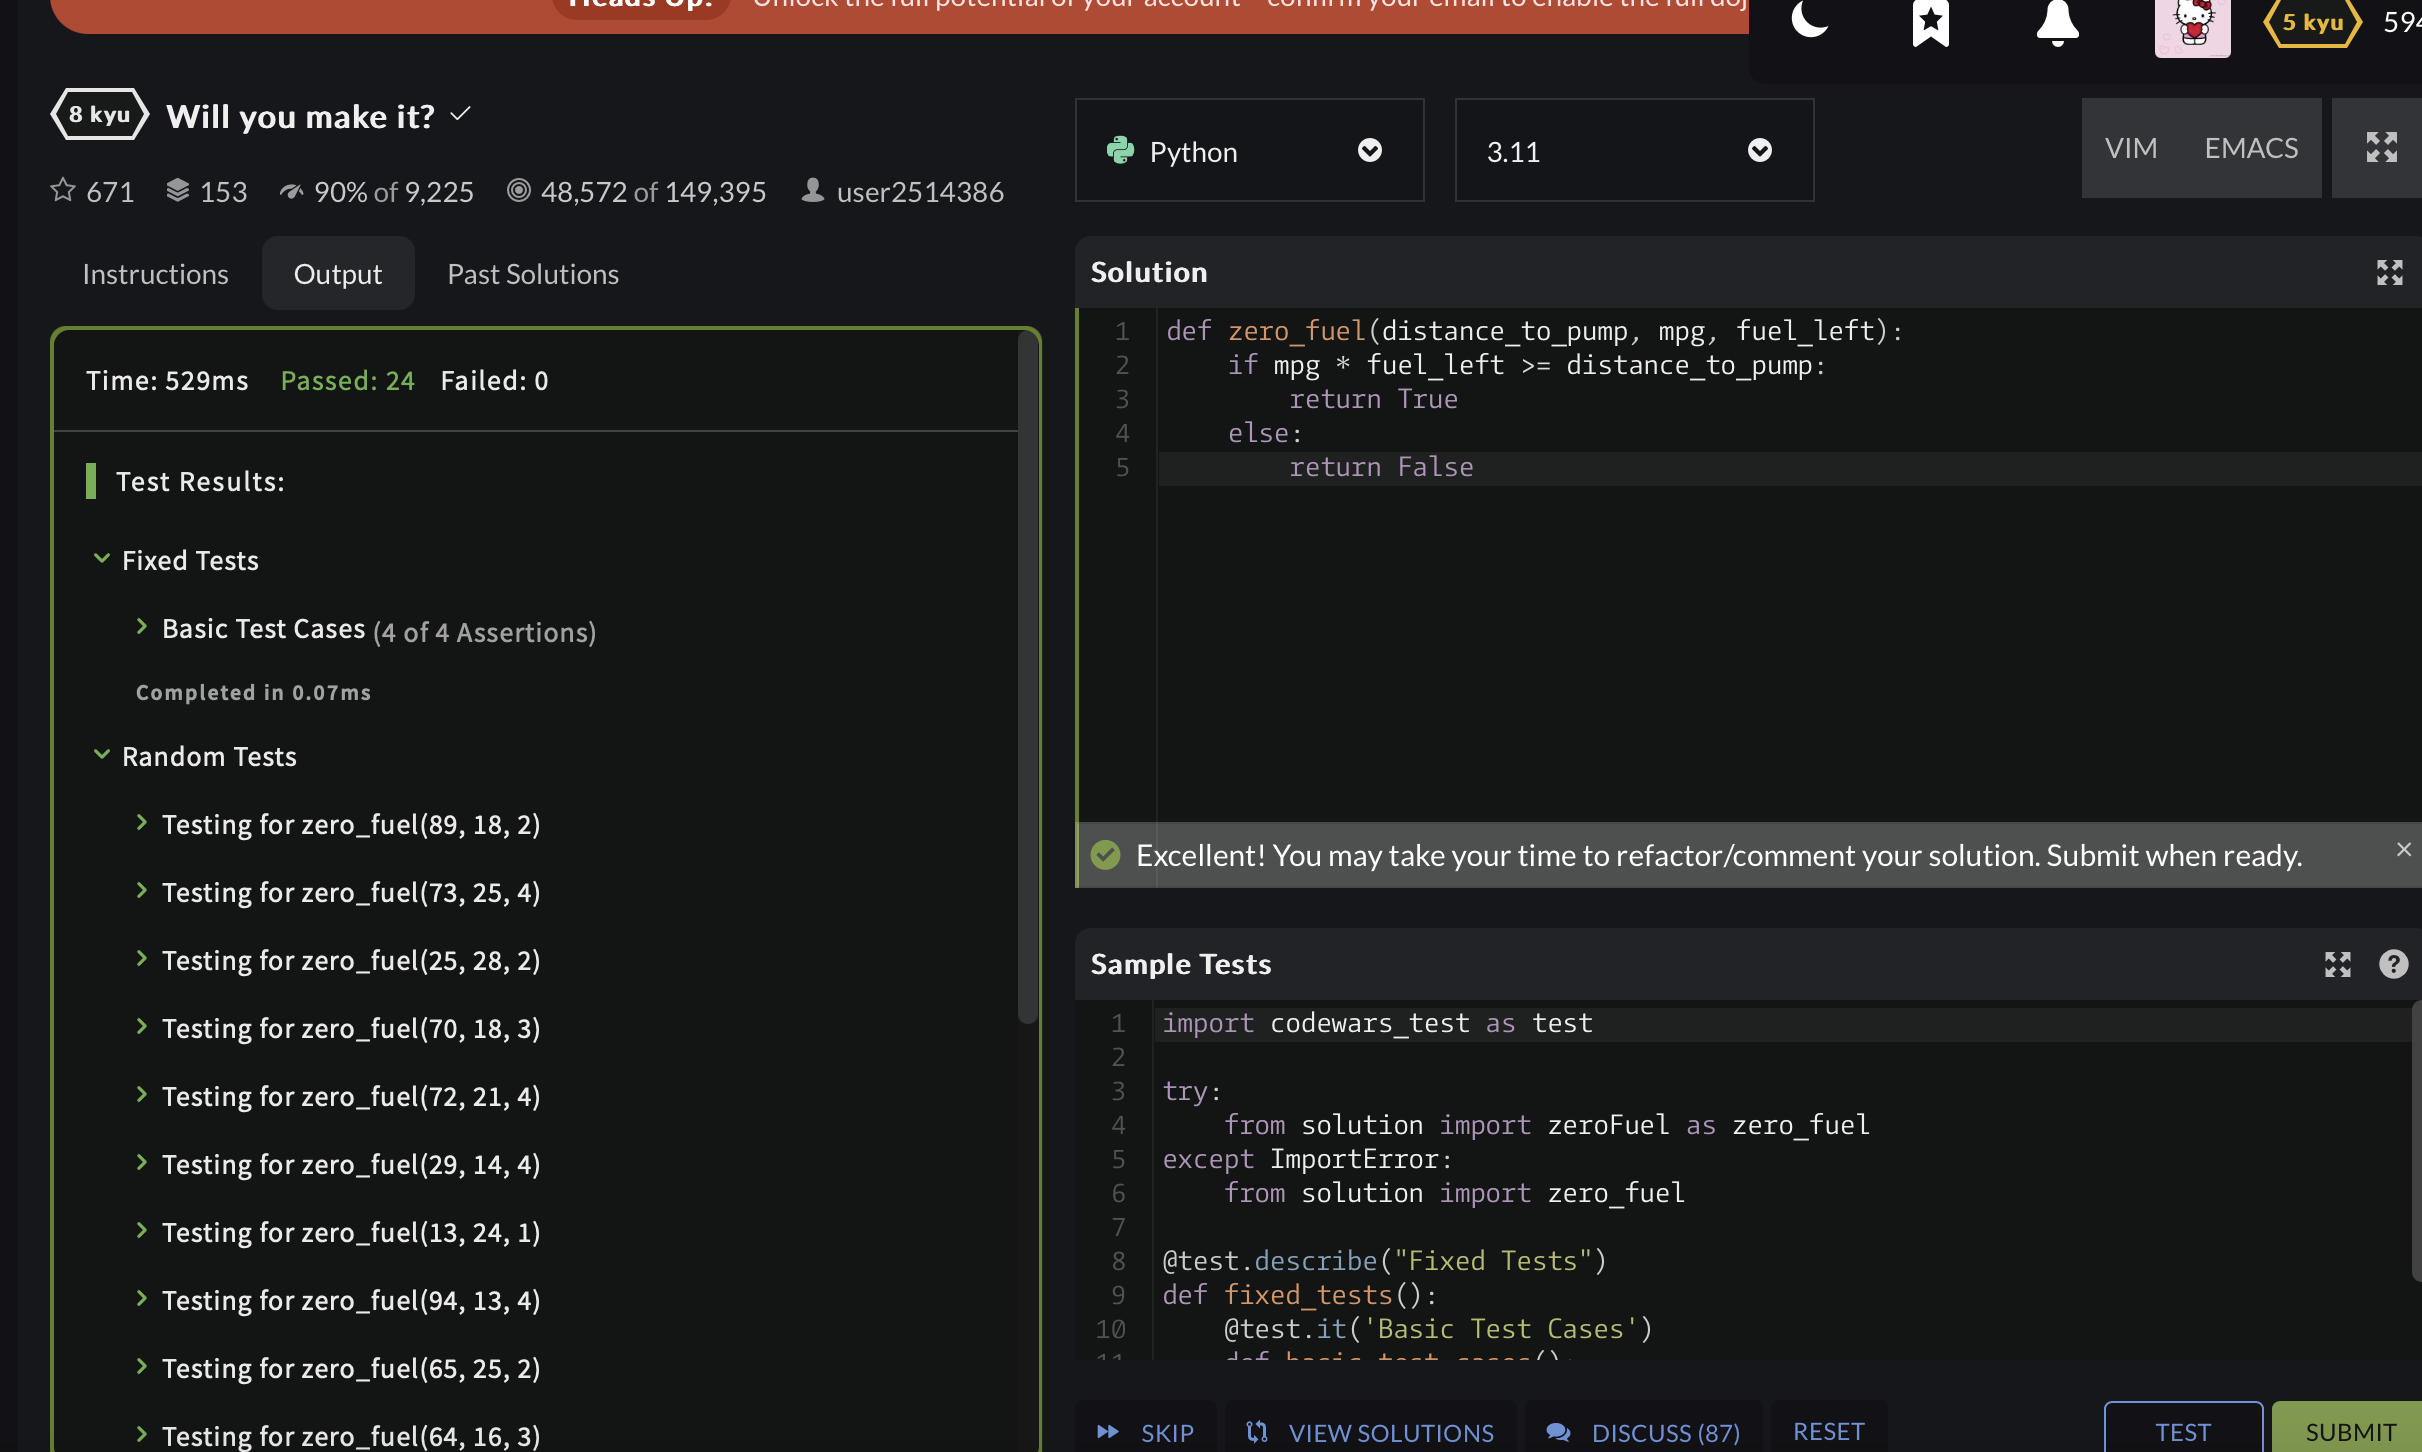 Heads Up! Unlock the full potential of your account - confirm your email to enable the full
5 kyu
8 kyu Will you make it?
671 153 90% of 9,225 48,572 of 149,395 user2514386
Python
3.11
VIM EMACS
Instructions Output Past Solutions
Time: 529ms Passed: 24 Failed: 0
Test Results:
Fixed Tests
Basic Test Cases (4 of 4 Assertions)
Completed in 0.07ms
Random Tests
Testing for zero_fuel(89, 18, 2)
Testing for zero_fuel(73, 25, 4)
Testing for zero_fuel(25, 28, 2)
Testing for zero_fuel(70, 18, 3)
Testing for zero_fuel(72, 21, 4)
Testing for zero_fuel(29, 14, 4)
Testing for zero_fuel(13, 24, 1)
Testing for zero_fuel(94, 13, 4)
Testing for zero_fuel(65, 25, 2)
Testing for zero_fuel(64, 16, 3)
Solution
1 def zero_fuel(distance_to_pump, mpg, fuel_left):
2     if mpg * fuel_left >= distance_to_pump:
3         return True
4     else:
5         return False
Excellent! You may take your time to refactor/comment your solution. Submit when ready.
Sample Tests
1 import codewars_test as test
2
3 try:
4     from solution import zeroFuel as zero_fuel
5 except ImportError:
6     from solution import zero_fuel
7
8 @test.describe("Fixed Tests")
9 def fixed_tests():
10     @test.it('Basic Test Cases')
11     def basic_test_cases():
SKIP VIEW SOLUTIONS DISCUSS (87) RESET TEST SUBMIT